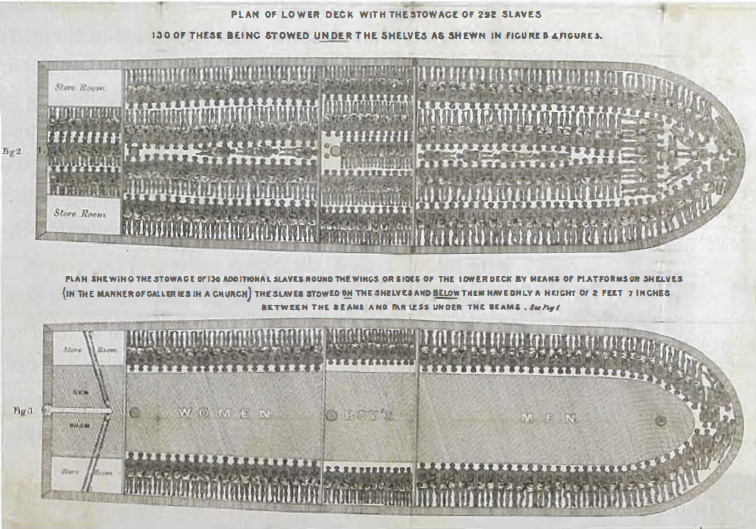 PLAN OF LOWER DECK WITH THE STOWAGE OF 292 SLAVES
130 OF THESE BEING STOWED UNDER THE SHELVES AS SHEWN IN FIGURE B & FIGURE 5.
Store Room
Fig 2
Store Room
PLAN SHEWING THE STOWAGE OF 130 ADDITIONAL SLAVES ROUND THE WINGS OR SIDES OF THE LOWER DECK BY MEANS OF PLATFORMS OR SHELVES
(IN THE MANNER OF GALLERIES IN A CHURCH) THE SLAVES STOWED ON THE SHELVES AND BELOW THEM HAVE ONLY A HEIGHT OF 2 FEET 7 INCHES
BETWEEN THE BEAMS AND FAR LESS UNDER THE BEAMS. See Fig 1
Store Room
GUN
Fig 3
WOMEN BOY'S MEN
ROOM
Store Room